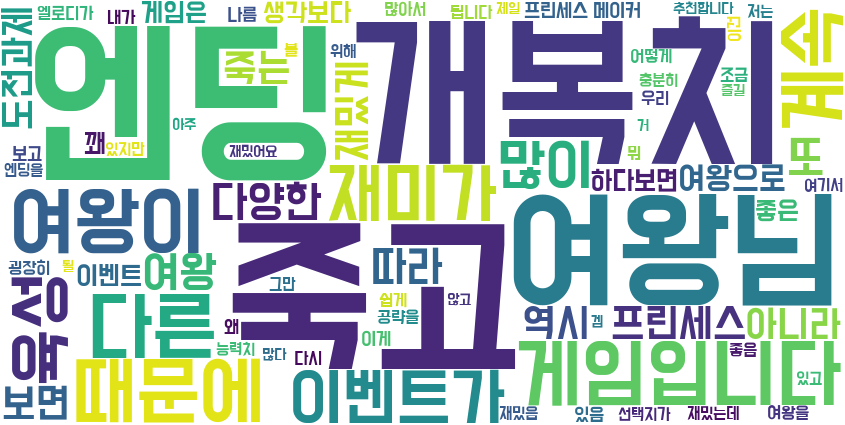 엘로디가
내가
게임은
나름
생각보다
많아서
됩니다
제일
프린세스 메이커
추천합니다
저는
도전과제
엔딩
죽는
볼
위해
재밌게
개복치
어떻게
충분히
우리
조금
즐길
이건
계속
꽤
있지만
아주
재밌어요
보고
엔딩을
많이
거
뭐
하다보면
여왕으로
보
여기서
여왕이
다양한
재미가
여왕님
좋은
굉장히
될
이벤트
여왕
죽고
그만
따라
쉽게
않고
공략을
육성
다른
왜
이게
역시
겜
프린세스
아니라
능력치
많다
다시
좋음
보면
때문에
이벤트가
게임입니다
있고
재밌음
있음
선택지가
재밌는데
여왕을